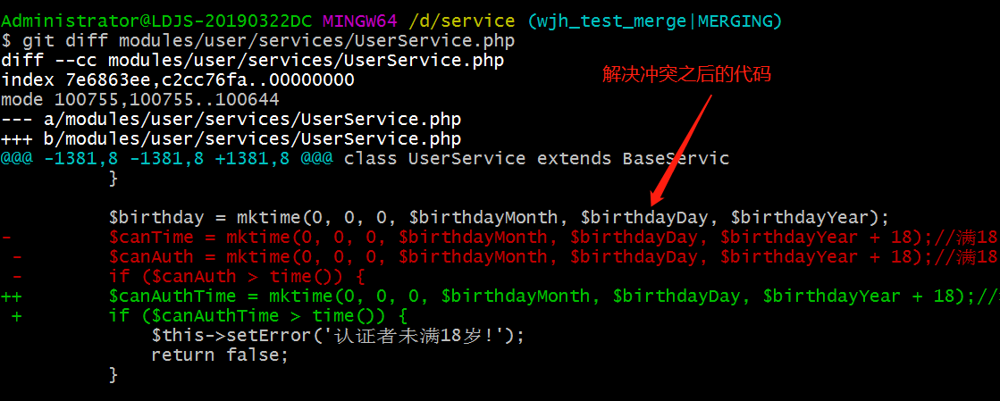 Administrator@LDJS-20190322DC MINGW64 /d/service (wjh_test_merge|MERGING)
$ git diff modules/user/services/UserService.php
diff --cc modules/user/services/UserService.php
解决冲突之后的代码
index 7e6863ee,c2cc76fa..00000000
mode 100755,100755..100644
--- a/modules/user/services/UserService.php
+++ b/modules/user/services/UserService.php
@@@ -1381,8 -1381,8 +1381,8 @@@ class UserService extends BaseServic
          }
          $birthday = mktime(0, 0, 0, $birthdayMonth, $birthdayDay, $birthdayYear);
-         $canTime = mktime(0, 0, 0, $birthdayMonth, $birthdayDay, $birthdayYear + 18);//满18
 -        $canAuth = mktime(0, 0, 0, $birthdayMonth, $birthdayDay, $birthdayYear + 18);//满18
 -        if ($canAuth > time()) {
++        $canAuthTime = mktime(0, 0, 0, $birthdayMonth, $birthdayDay, $birthdayYear + 18);//
 +        if ($canAuthTime > time()) {
              $this->setError('认证者未满18岁!');
              return false;
          }